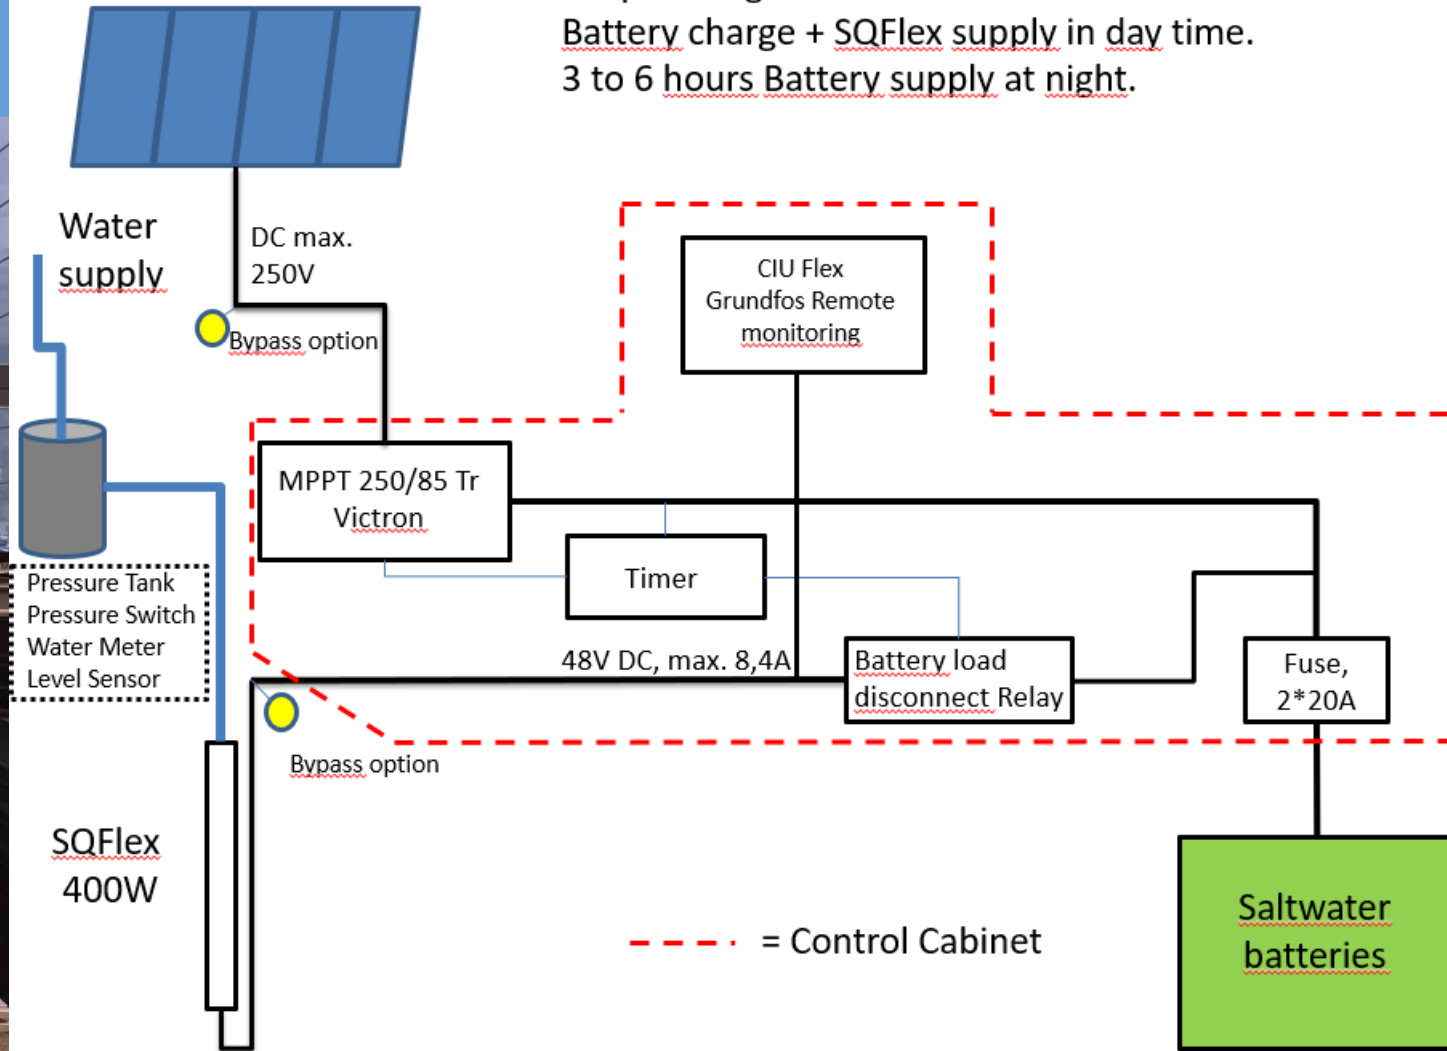 Battery charge + SQFlex supply in day time.
3 to 6 hours Battery supply at night.
Water
supply
DC max.
250V
Bypass option
CIU Flex
Grundfos Remote
monitoring
MPPT 250/85 Tr
Victron
Timer
Pressure Tank
Pressure Switch
Water Meter
Level Sensor
48V DC, max. 8,4A
Battery load
disconnect Relay
Fuse,
2*20A
Bypass option
SQFlex
400W
Saltwater
batteries
= Control Cabinet